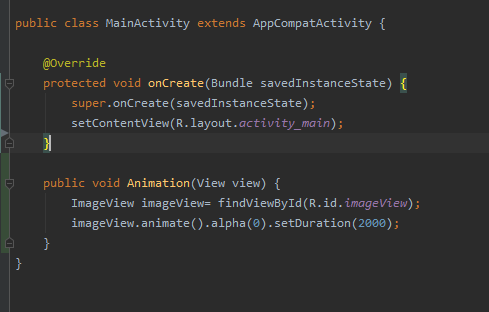 public class MainActivity extends AppCompatActivity {
@Override
protected void onCreate(Bundle savedInstanceState) {
super.onCreate(savedInstanceState);
setContentView(R.layout.activity_main);
}
public void Animation(View view) {
ImageView imageView= findViewById(R.id.imageView);
imageView.animate().alpha(0).setDuration(2000);
}
}